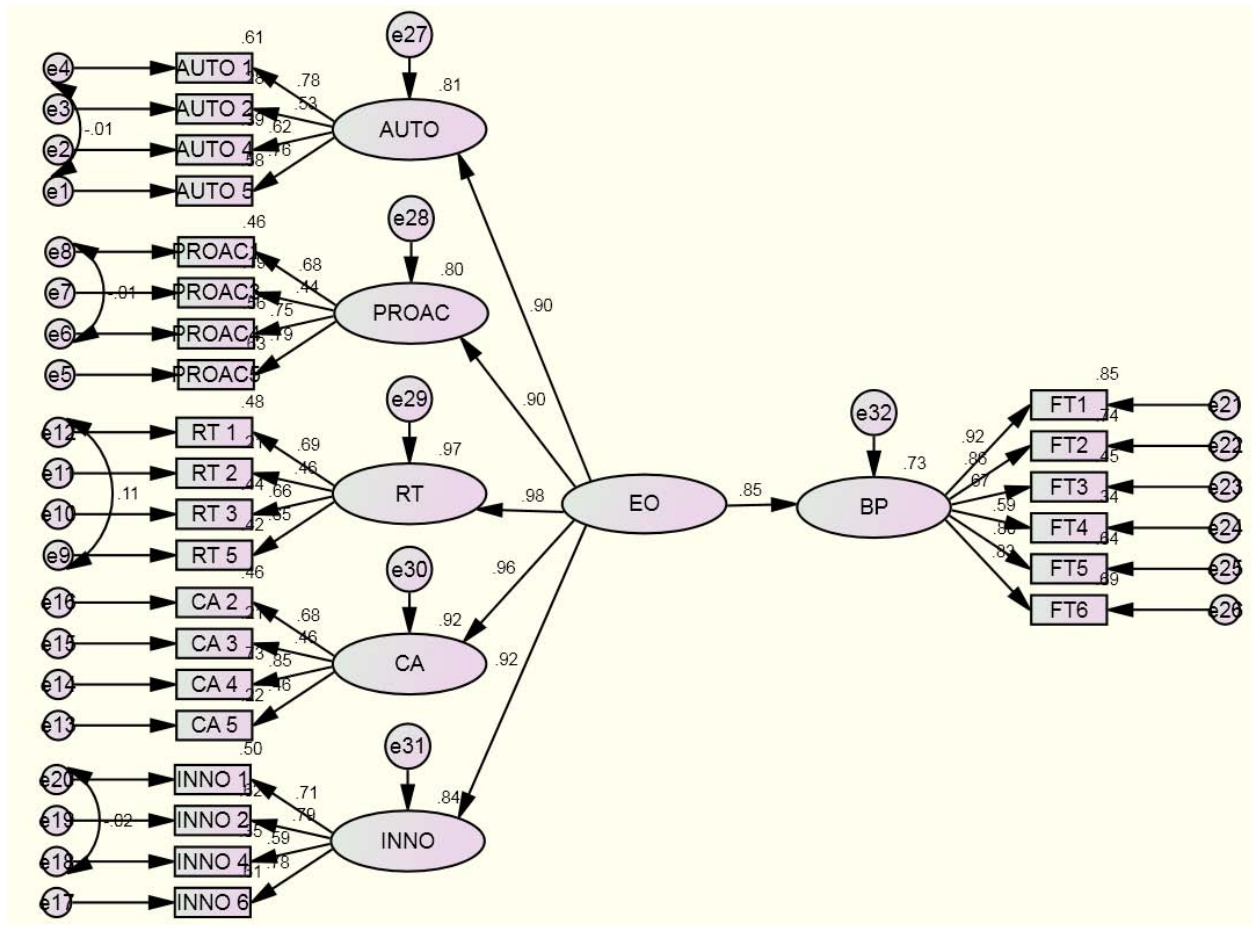 e27
.61
e4
AUTO 1
.78
.81
e3
AUTO 2
.53
-.01
AUTO
e2
AUTO 4
.62
.76
.58
e1
AUTO 5
e28
.46
e8
PROAC1
.68
.80
e7
PROAC3
.44
-.01
PROAC
.90
e6
PROAC4
.75
.79
.63
e5
PROAC5
e29
.90
.48
e12
RT 1
.69
.97
e11
RT 2
.46
.11
RT
e10
RT 3
.66
.65
.42
.98
e9
RT 5
EO
.85
e30
.46
e16
CA 2
.68
.92
.96
e15
CA 3
.46
.73
CA
e14
CA 4
.85
.46
.22
.92
e13
CA 5
e31
.50
e20
INNO 1
.71
.84
e19
INNO 2
.79
-.02
.35
INNO
e18
INNO 4
.59
.78
.61
e17
INNO 6
e32
.73
BP
.85
.92
FT1
e21
.74
.86
FT2
e22
.45
.67
FT3
e23
.34
.59
FT4
e24
.64
FT5
e25
.69
FT6
e26